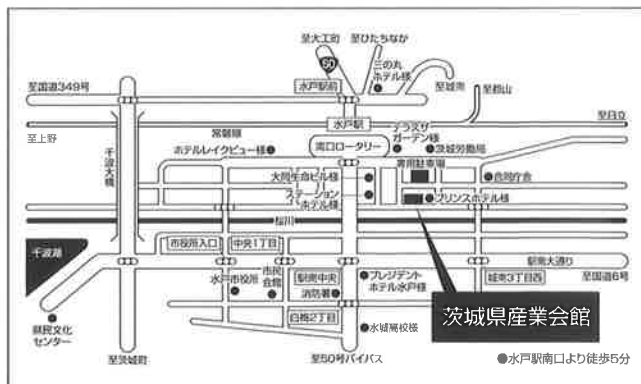 至大工町
至ひたちなか
50
三の丸
ホテル様
至国道349号
水戸駅前
至城南
至郡山
水戸駅
至日立
至上野
常磐線
南口ロータリー
テラスザ
ガーデン様
茨城労働局
ホテルレイクビュー様
千波大橋
専用駐車場
大同生命ビル様
合同庁舎
ステーション
ホテル様
プリンスホテル様
桜川
千波湖
市役所入口
中央1丁目
駅南大通り
水戸市役所
市民
会館
駅南中央
プレジデント
ホテル水戸様
城南3丁目西
至国道6号
消防署
県民文化
センター
白梅2丁目
水城高校様
茨城県産業会館
至茨城町
至50号バイパス
●水戸駅南口より徒歩5分